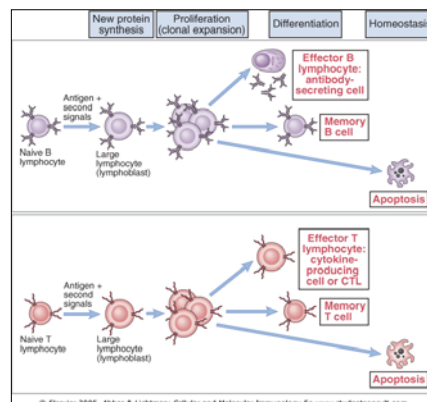 New protein
synthesis
Proliferation
(clonal expansion)
Differentiation
Homeostasis
Effector B
lymphocyte:
antibody-
secreting cell
Antigen +
second
signals
Memory
B cell
Naive B
lymphocyte
Large
lymphocyte
(lymphoblast)
Apoptosis
Effector T
lymphocyte:
cytokine-
producing
cell or CTL
Antigen +
second
signals
Memory
T cell
Naive T
lymphocyte
Large
lymphocyte
(lymphoblast)
Apoptosis
© Elsevier 2005